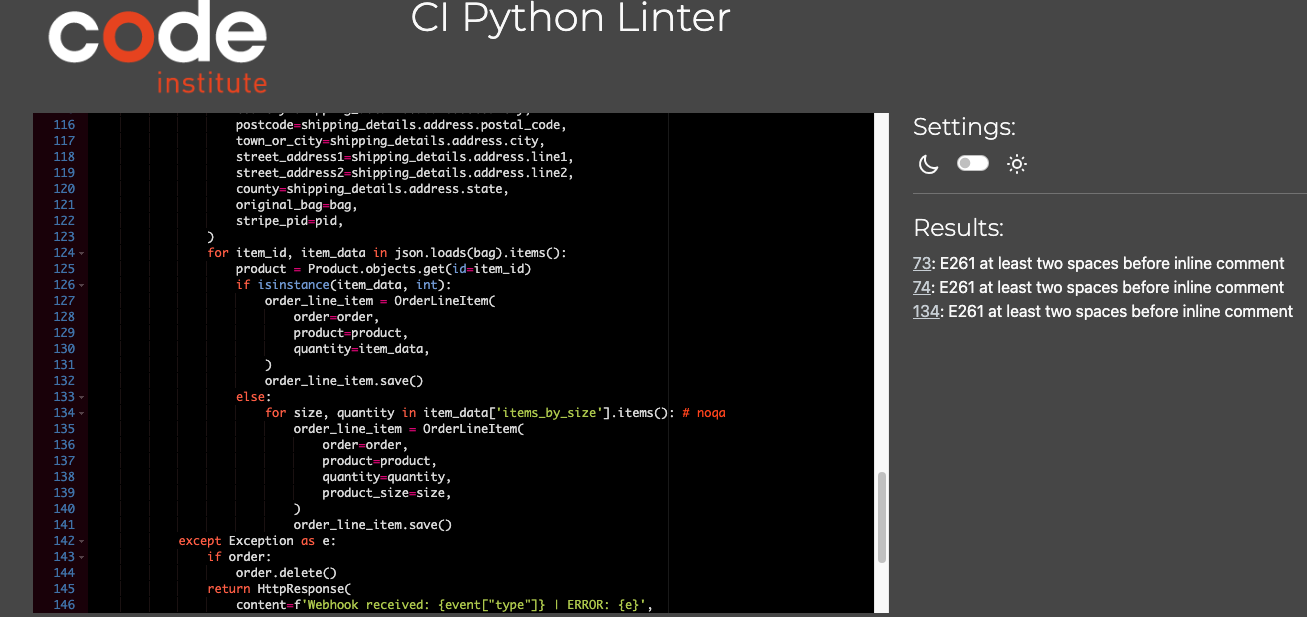 code
institute
CI Python Linter
116 postcode=shipping_details.address.postal_code,
117 town_or_city=shipping_details.address.city,
118 street_address1=shipping_details.address.line1,
119 street_address2=shipping_details.address.line2,
120 county=shipping_details.address.state,
121 original_bag=bag,
122 stripe_pid=pid,
123 )
124 for item_id, item_data in json.loads(bag).items():
125 product = Product.objects.get(id=item_id)
126 if isinstance(item_data, int):
127 order_line_item = OrderLineItem(
128 order=order,
129 product=product,
130 quantity=item_data,
131 )
132 order_line_item.save()
133 else:
134 for size, quantity in item_data['items_by_size'].items(): # noqa
135 order_line_item = OrderLineItem(
136 order=order,
137 product=product,
138 quantity=quantity,
139 product_size=size,
140 )
141 order_line_item.save()
142 except Exception as e:
143 if order:
144 order.delete()
145 return HttpResponse(
146 content=f'Webhook received: {event["type"]} | ERROR: {e}',
Settings:
Results:
73: E261 at least two spaces before inline comment
74: E261 at least two spaces before inline comment
134: E261 at least two spaces before inline comment